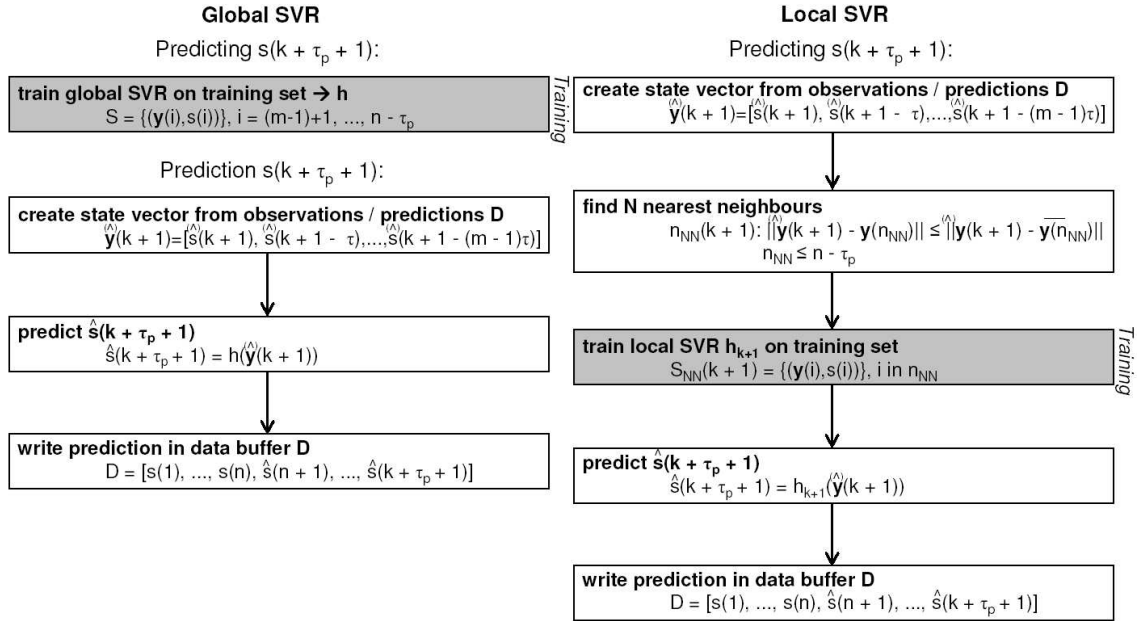 Global SVR
Predicting s(k + τp + 1):
train global SVR on training set → h
S = {(y(i),s(i))}, i = (m-1)+1, ..., n - τp
Training
Prediction s(k + τp + 1):
create state vector from observations / predictions D
(^)y(k + 1)=[(^)s(k + 1), (^)s(k + 1 - τ),...,(^)s(k + 1 - (m - 1)τ)]
predict ŝ(k + τp + 1)
ŝ(k + τp + 1) = h((^)y(k + 1))
write prediction in data buffer D
D = [s(1), ..., s(n), ŝ(n + 1), ..., ŝ(k + τp + 1)]
Local SVR
Predicting s(k + τp + 1):
create state vector from observations / predictions D
(^)y(k + 1)=[(^)s(k + 1), (^)s(k + 1 - τ),...,(^)s(k + 1 - (m - 1)τ)]
find N nearest neighbours
nNN(k + 1): ||(^)y(k + 1) - y(nNN)|| ≤ ||(^)y(k + 1) - y(n̅NN)||
nNN ≤ n - τp
train local SVR hk+1 on training set
SNN(k + 1) = {(y(i),s(i))}, i in nNN
Training
predict ŝ(k + τp + 1)
ŝ(k + τp + 1) = hk+1((^)y(k + 1))
write prediction in data buffer D
D = [s(1), ..., s(n), ŝ(n + 1), ..., ŝ(k + τp + 1)]